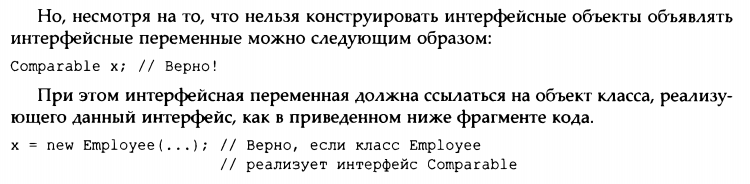 Но, несмотря на то, что нельзя конструировать интерфейсные объекты объявлять
интерфейсные переменные можно следующим образом:
Comparable x; // Верно!
При этом интерфейсная переменная должна ссылаться на объект класса, реализу-
ющего данный интерфейс, как в приведенном ниже фрагменте кода.
x = new Employee(...); // Верно, если класс Employee
// реализует интерфейс Comparable